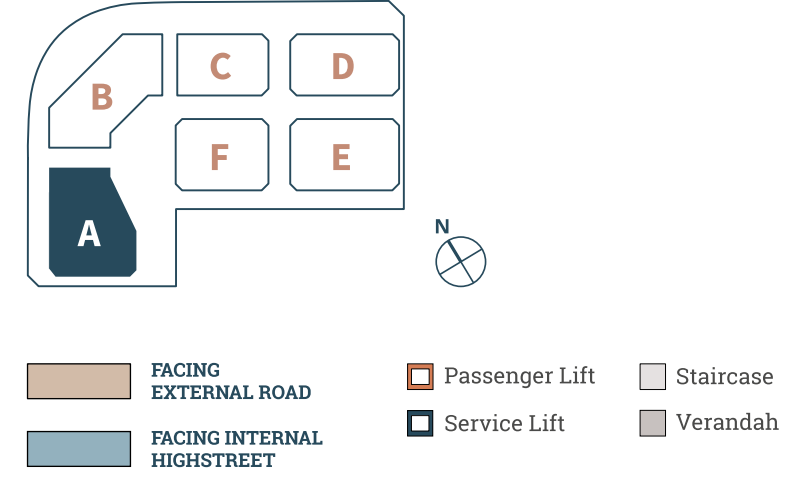 C
D
B
F
E
A
N
FACING
EXTERNAL ROAD
FACING INTERNAL
HIGHSTREET
Passenger Lift
Service Lift
Staircase
Verandah